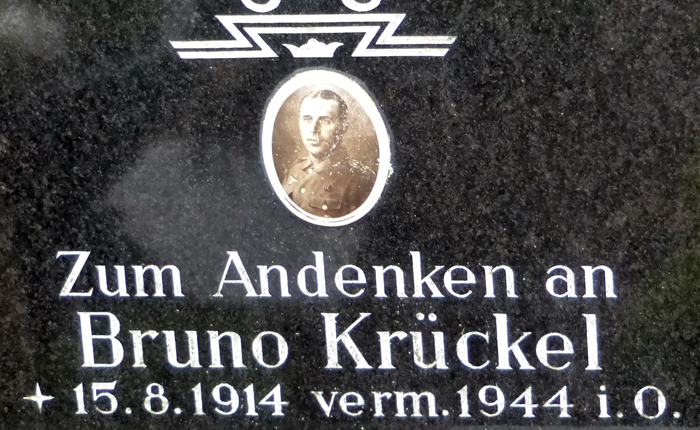 Zum Andenken an
Bruno Krückel
+ 15.8.1914 verm.1944 i.O.